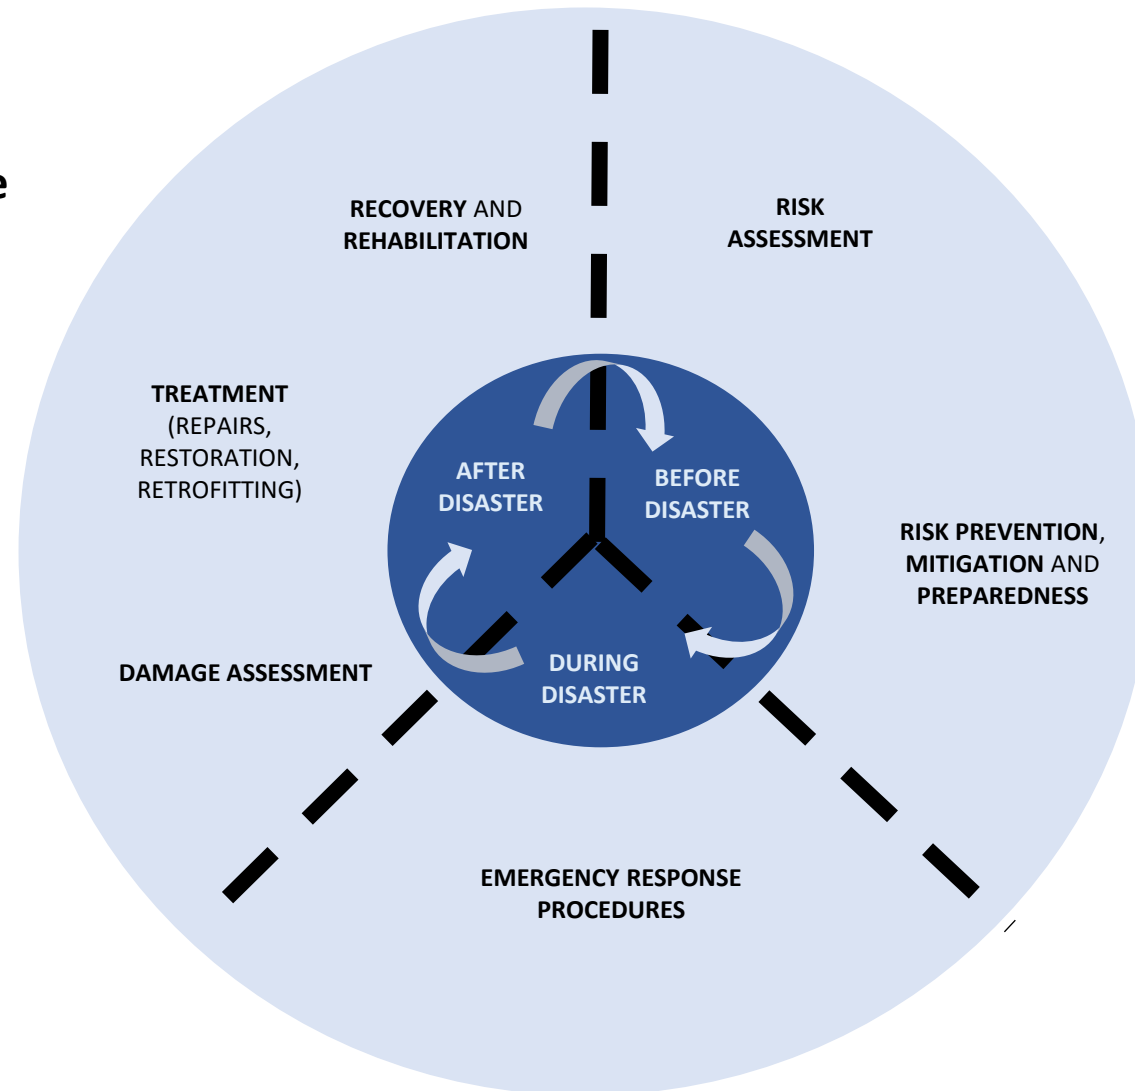 e
RECOVERY AND
REHABILITATION
RISK
ASSESSMENT
TREATMENT
(REPAIRS,
RESTORATION,
RETROFITTING)
AFTER
DISASTER
BEFORE
DISASTER
RISK PREVENTION,
MITIGATION AND
PREPAREDNESS
DAMAGE ASSESSMENT
DURING
DISASTER
EMERGENCY RESPONSE
PROCEDURES